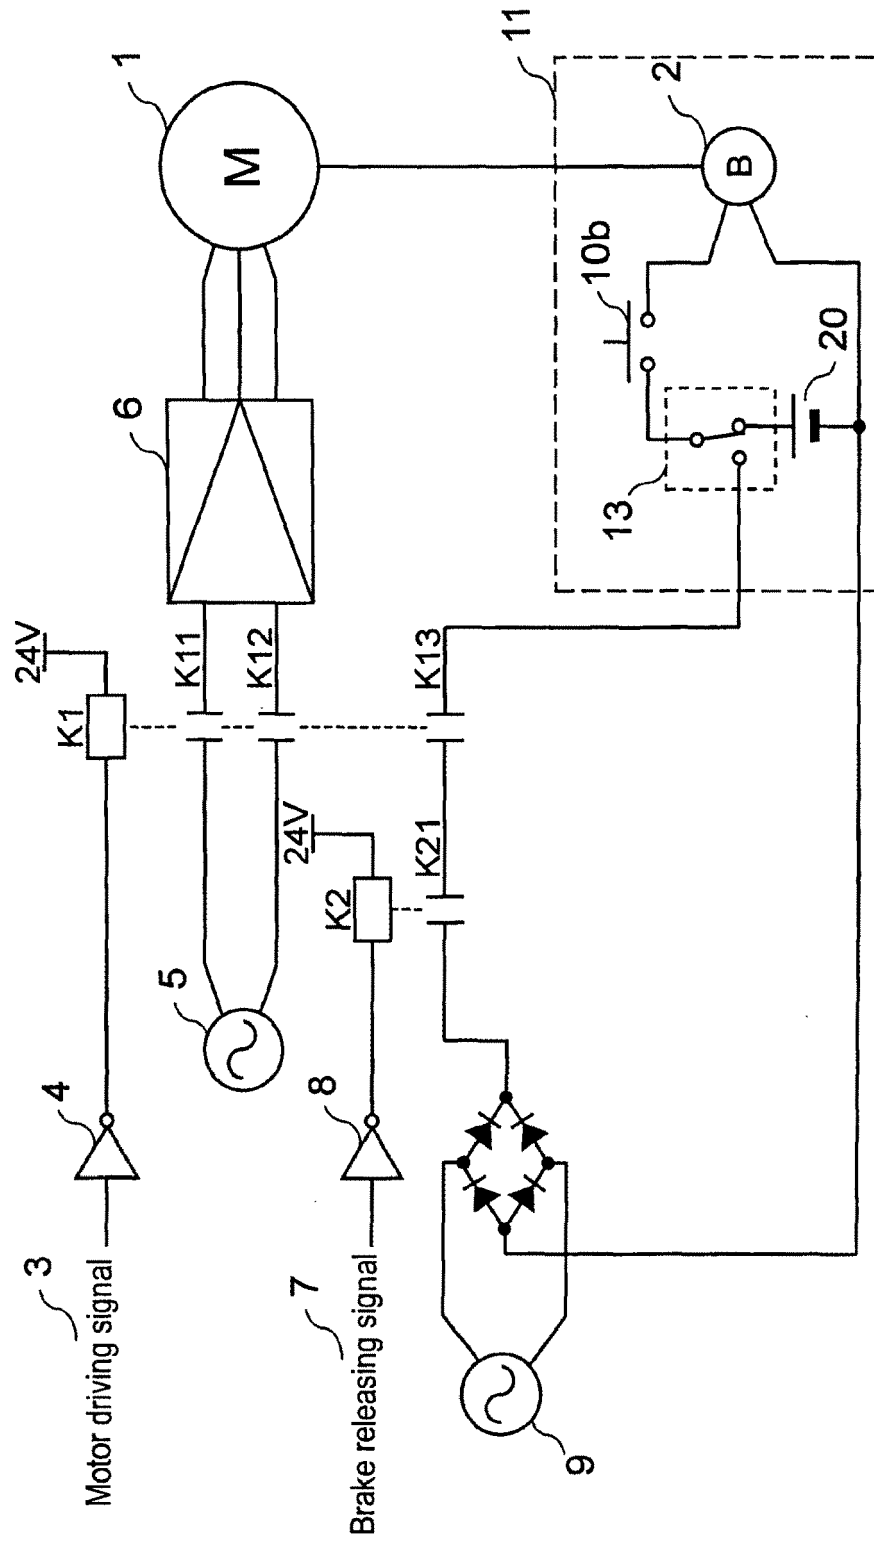 3
Motor driving signal
4
K1
24V
5
K11
K12
6
1
M
7
Brake releasing signal
8
K2
24V
K21
K13
9
11
2
B
10b
13
20